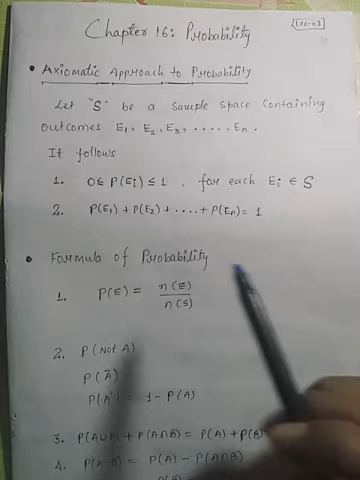 Chapter 16: Probability
Lec-03
• Axiomatic Approach to Probability
Let "S" be a Sample Space Containing
outcomes E₁, E₂, E₃, ..... Eₙ.
It follows
1. 0 ≤ P(Eᵢ) ≤ 1, for each Eᵢ ∈ S
2. P(E₁) + P(E₂) + .... + P(Eₙ) = 1
• Formula of Probability
1. P(E) = n(E) / n(S)
2. P(Not A)
P(Ā)
P(A') = 1 - P(A)
3. P(A∪B) + P(A∩B) = P(A) + P(B)
4. = P(A) - P(A∩B)